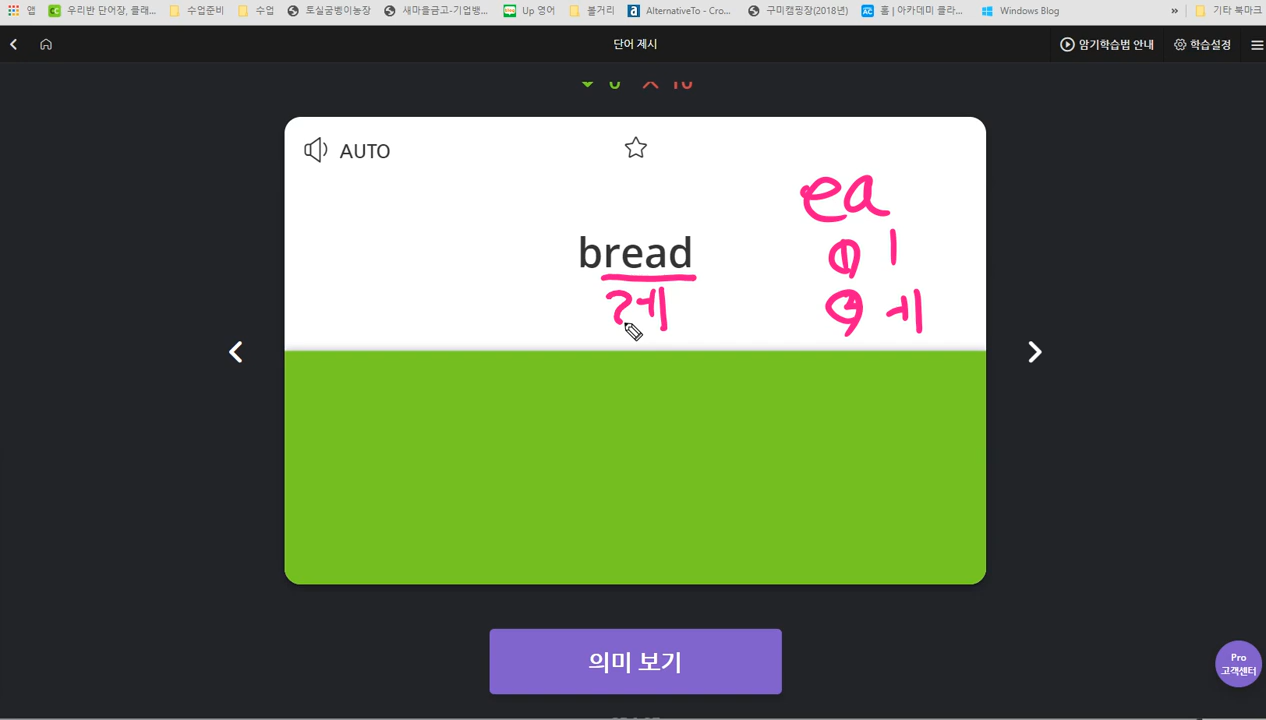 앱 우리반 단어장, 클래... 수업준비 수업 토실굼벵이농장 새마을금고-기업뱅... Up 영어 볼거리 AlternativeTo - Cro... 구미캠핑장(2018년) 홈 | 아카데미 클라... Windows Blog » 기타 북마크
단어 제시 암기학습법 안내 학습설정
AUTO
ea
bread
① ㅣ
레
② ㅔ
의미 보기
Pro
고객센터